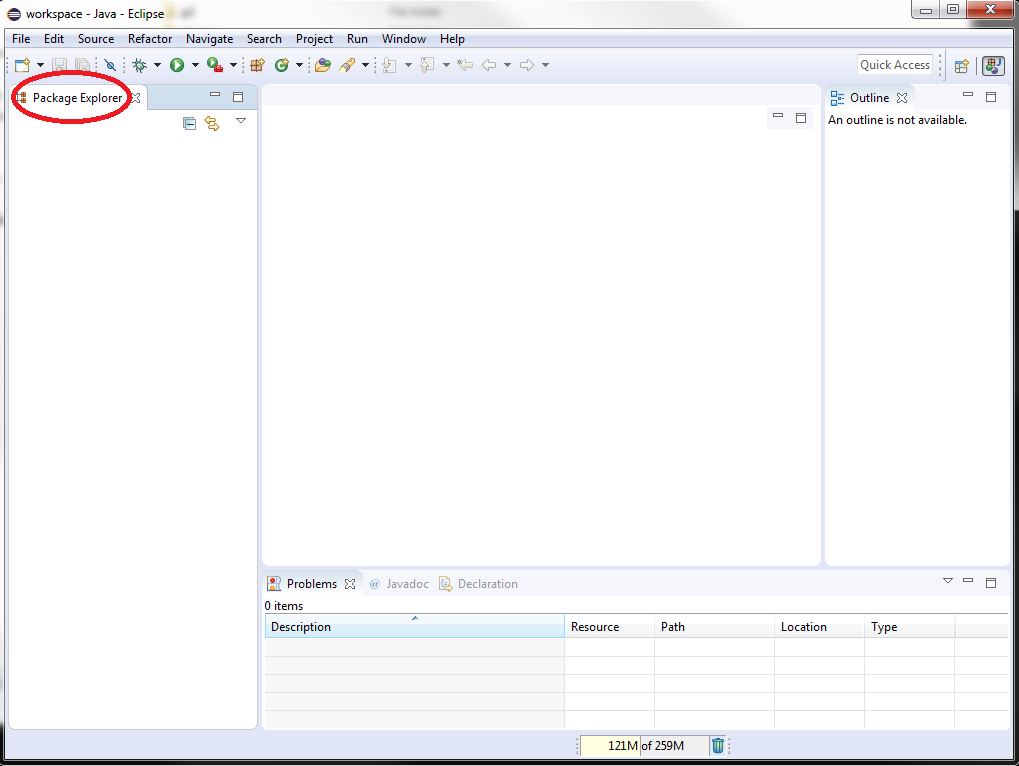 workspace - Java - Eclipse
File Edit Source Refactor Navigate Search Project Run Window Help
Quick Access
Package Explorer
Outline
An outline is not available.
Problems @ Javadoc Declaration
0 items
Description Resource Path Location Type
121M of 259M